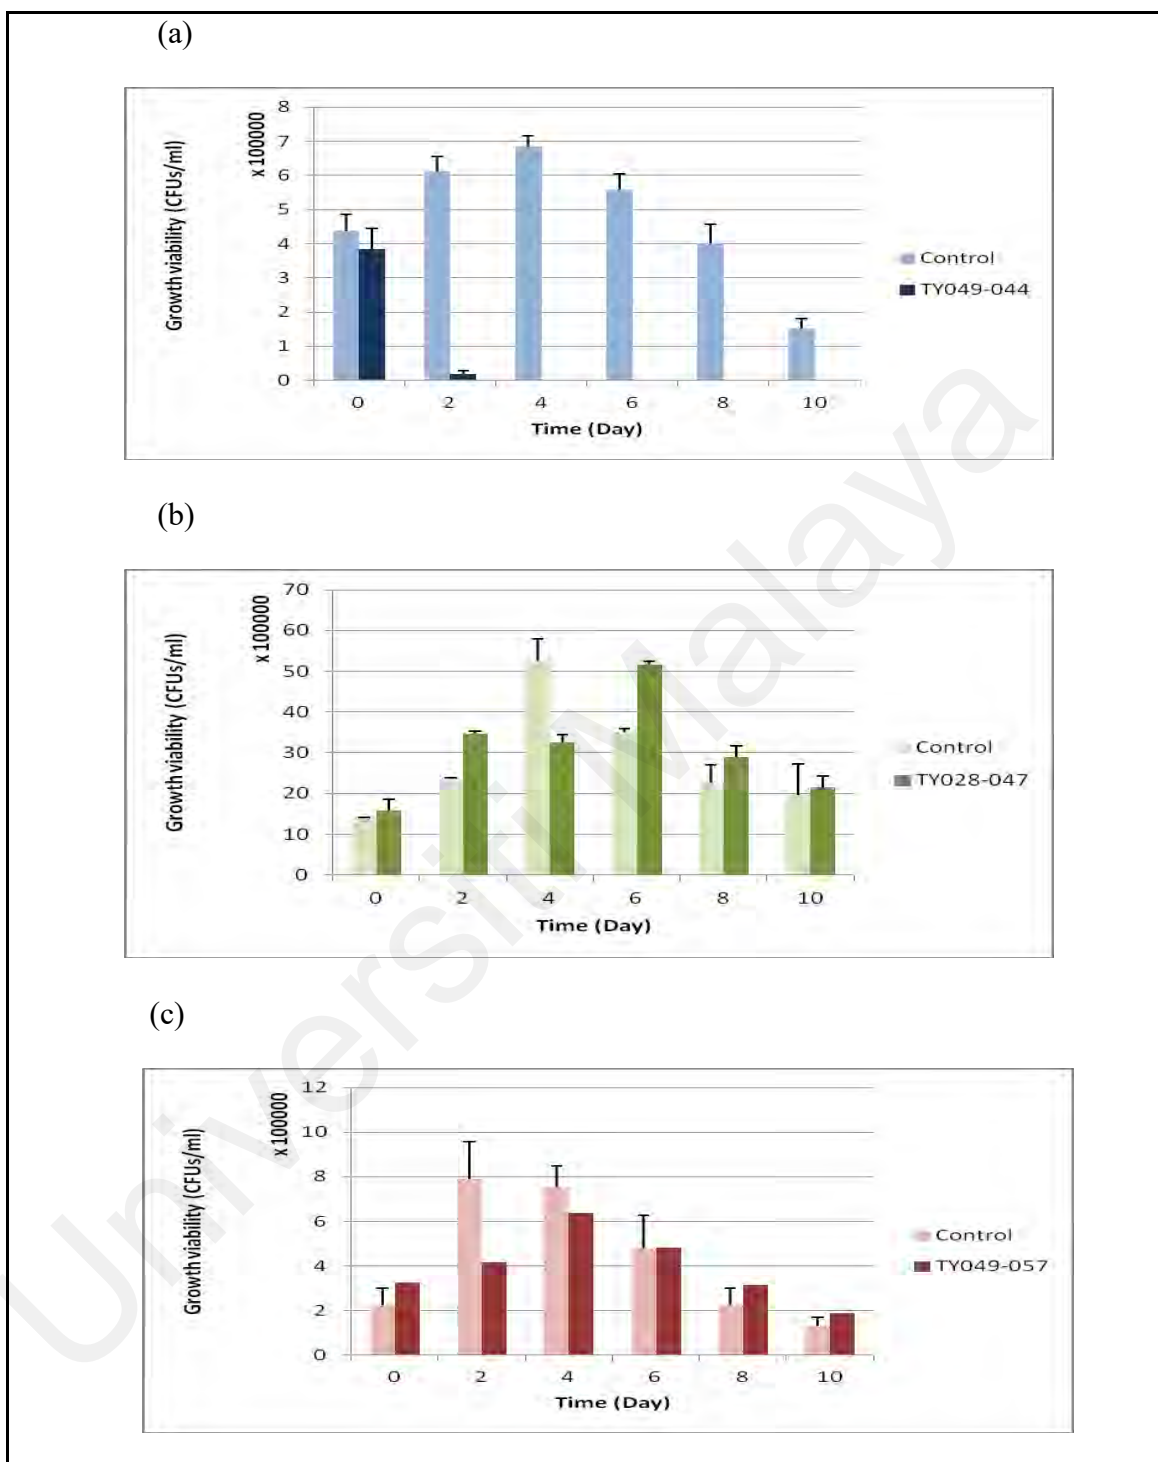 (a)
Growth viability (CFUs/ml)
x 100000
8
7
6
5
4
3
2
1
0
0 2 4 6 8 10
Time (Day)
Control
TY049-044
(b)
Growth viability (CFUs/ml)
x 100000
70
60
50
40
30
20
10
0
0 2 4 6 8 10
Time (Day)
Control
TY028-047
(c)
Growth viability (CFUs/ml)
x 100000
12
10
8
6
4
2
0
0 2 4 6 8 10
Time (Day)
Control
TY049-057
Universiti Malaya